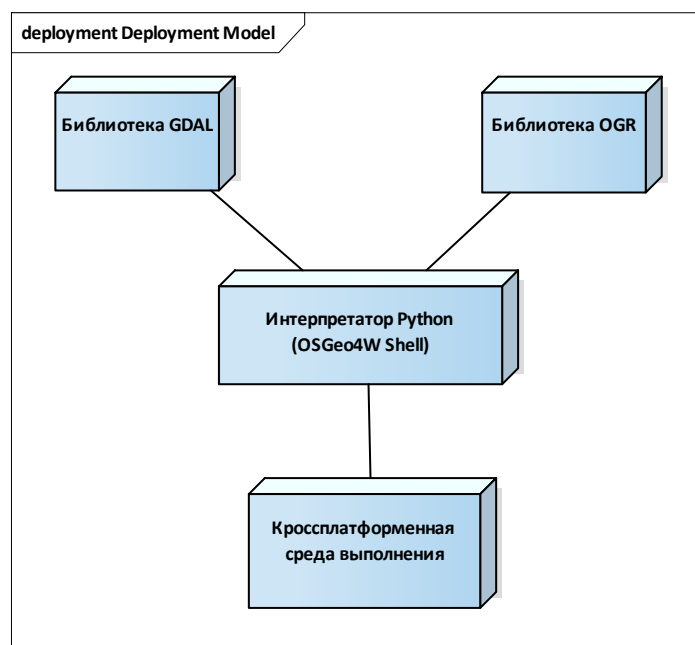 deployment Deployment Model
Библиотека GDAL
Библиотека OGR
Интерпретатор Python
(OSGeo4W Shell)
Кроссплатформенная
среда выполнения